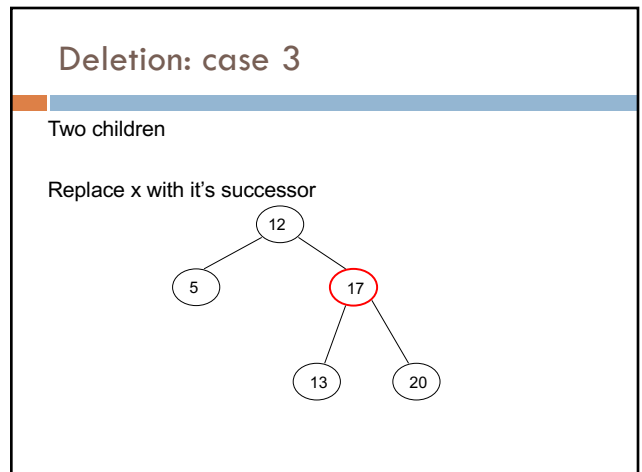 Deletion: case 3
Two children
Replace x with it's successor
12
5 17
13 20